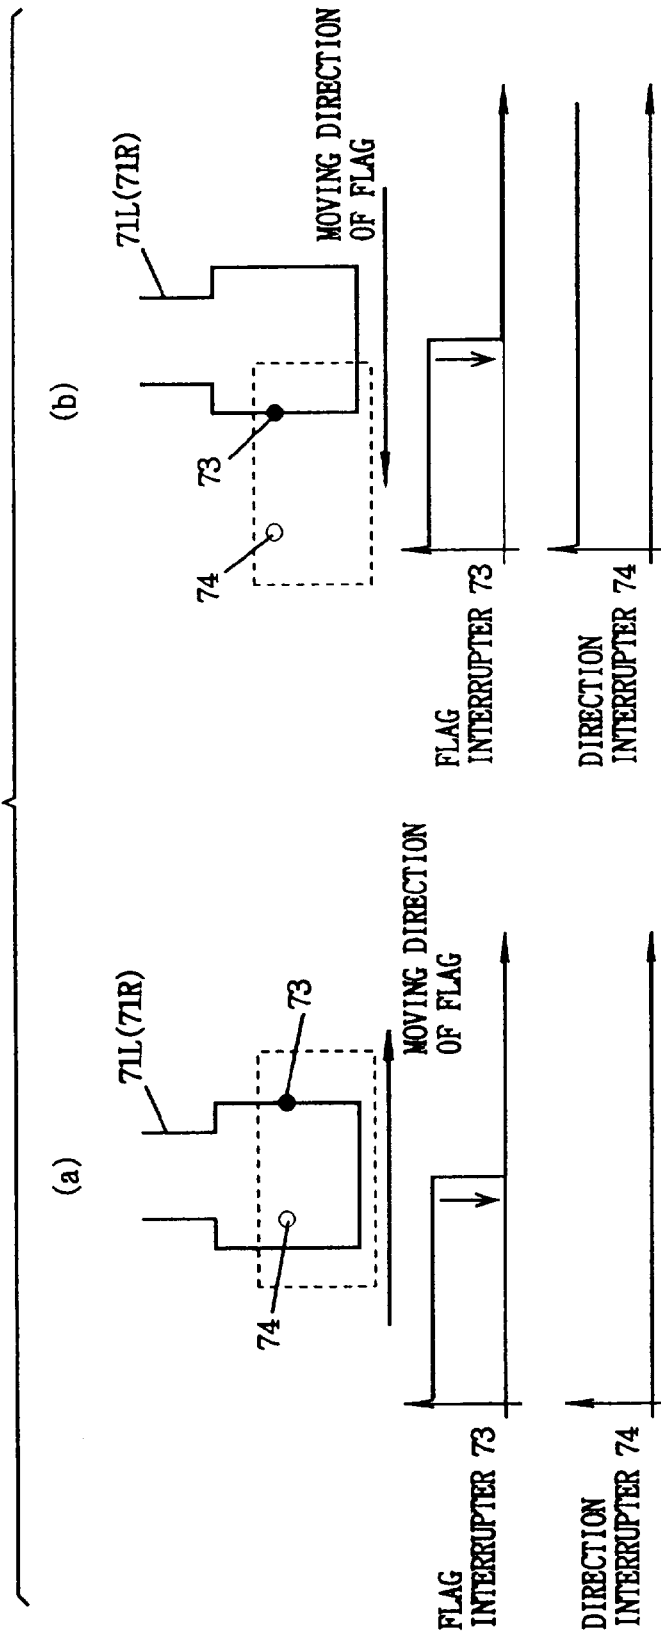 (a)
71L(71R)
73
74
MOVING DIRECTION
OF FLAG
FLAG
INTERRUPTER 73
DIRECTION
INTERRUPTER 74
(b)
71L(71R)
73
74
MOVING DIRECTION
OF FLAG
FLAG
INTERRUPTER 73
DIRECTION
INTERRUPTER 74